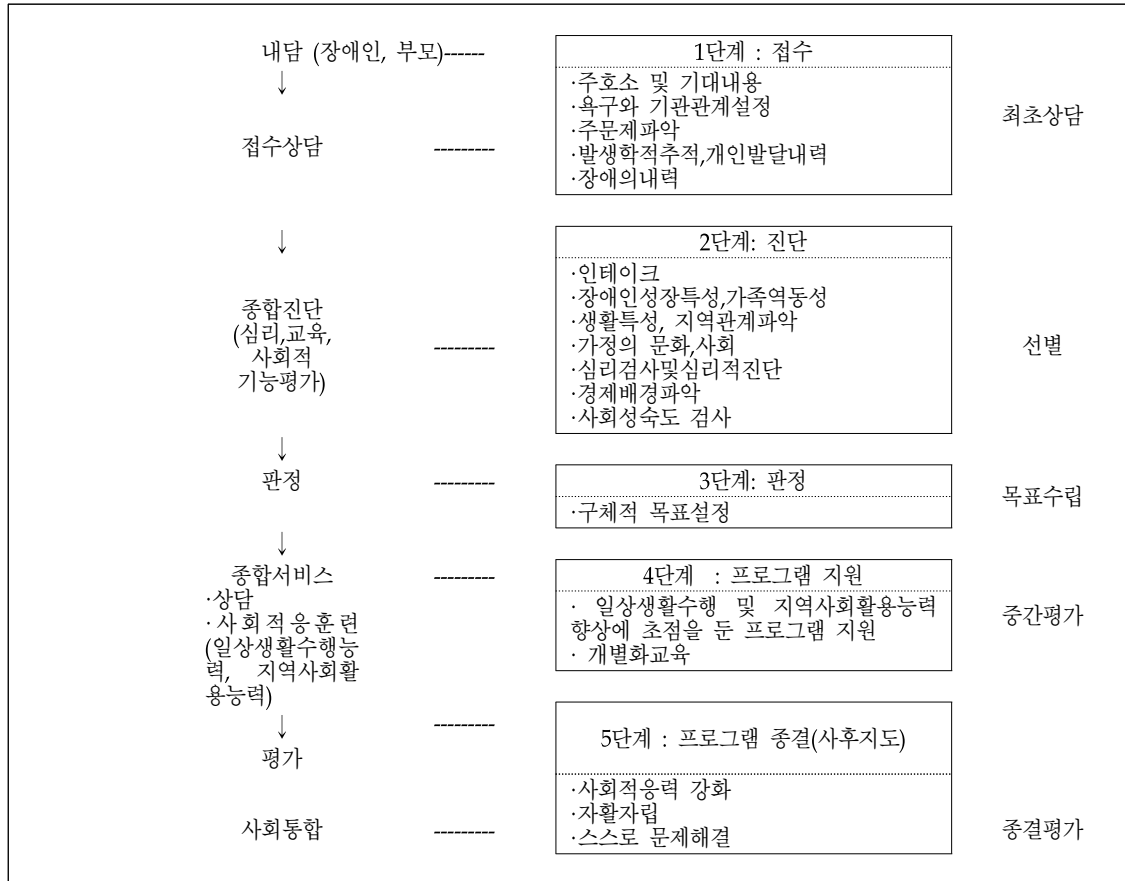 내담 (장애인, 부모)------
↓
접수상담 ---------
1단계 : 접수
·주호소 및 기대내용
·욕구와 기관관계설정
·주문제파악
·발생학적추적,개인발달내력
·장애의내력
최초상담
↓
종합진단
(심리,교육,
사회적
기능평가)
---------
2단계: 진단
·인테이크
·장애인성장특성,가족역동성
·생활특성, 지역관계파악
·가정의 문화,사회
·심리검사및심리적진단
·경제배경파악
·사회성숙도 검사
선별
↓
판정 ---------
3단계: 판정
·구체적 목표설정
목표수립
↓
종합서비스 ---------
·상담
·사회적응훈련
(일상생활수행능
력, 지역사회활
용능력)
4단계 : 프로그램 지원
· 일상생활수행 및 지역사회활용능력
향상에 초점을 둔 프로그램 지원
· 개별화교육
중간평가
↓ ---------
평가
5단계 : 프로그램 종결(사후지도)
·사회적응력 강화
·자활자립
·스스로 문제해결
사회통합 ---------
종결평가